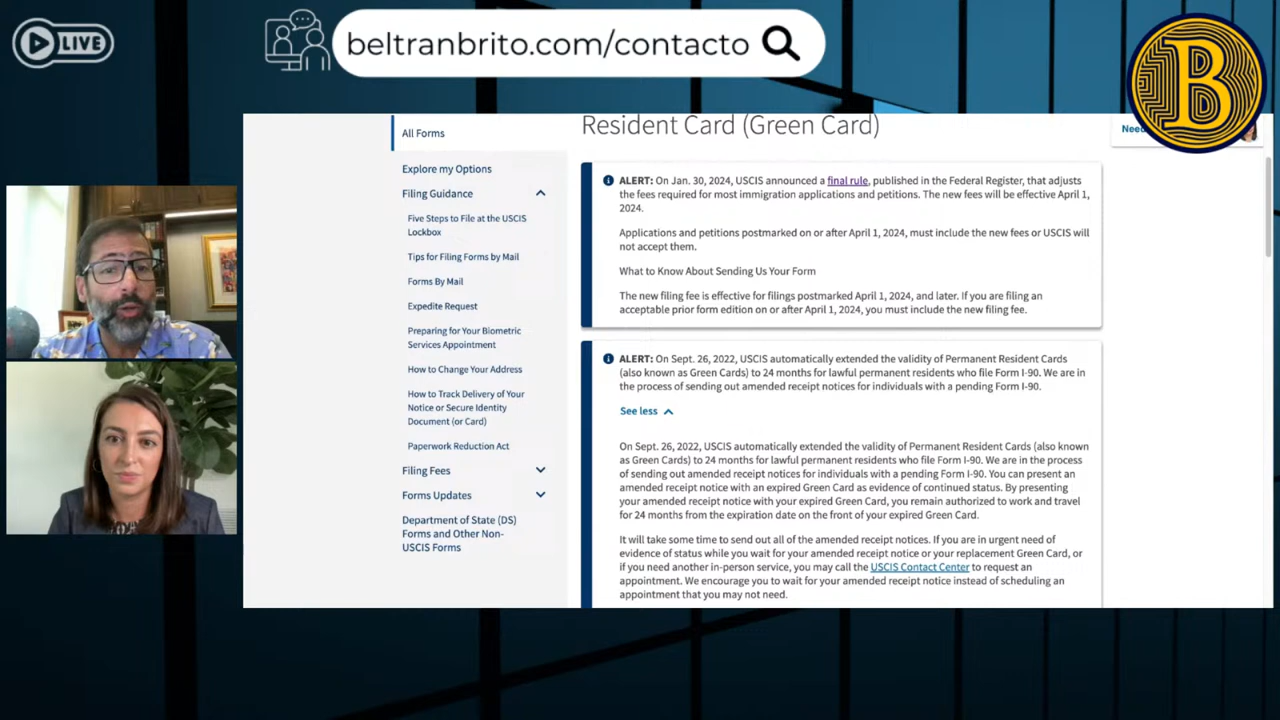 LIVE
beltranbrito.com/contacto
B
Resident Card (Green Card)
All Forms
Explore my Options
Filing Guidance
Five Steps to File at the USCIS
Lockbox
Tips for Filing Forms by Mail
Forms By Mail
Expedite Request
Preparing for Your Biometric
Services Appointment
How to Change Your Address
How to Track Delivery of Your
Notice or Secure Identity
Document (or Card)
Paperwork Reduction Act
Filing Fees
Forms Updates
Department of State (DS)
Forms and Other Non-
USCIS Forms
ALERT: On Jan. 30, 2024, USCIS announced a final rule, published in the Federal Register, that adjusts
the fees required for most immigration applications and petitions. The new fees will be effective April 1,
2024.
Applications and petitions postmarked on or after April 1, 2024, must include the new fees or USCIS will
not accept them.
What to Know About Sending Us Your Form
The new filing fee is effective for filings postmarked April 1, 2024, and later. If you are filing an
acceptable prior form edition on or after April 1, 2024, you must include the new filing fee.
ALERT: On Sept. 26, 2022, USCIS automatically extended the validity of Permanent Resident Cards
(also known as Green Cards) to 24 months for lawful permanent residents who file Form I-90. We are in
the process of sending out amended receipt notices for individuals with a pending Form I-90.
See less
On Sept. 26, 2022, USCIS automatically extended the validity of Permanent Resident Cards (also known
as Green Cards) to 24 months for lawful permanent residents who file Form I-90. We are in the process
of sending amended receipt notices for individuals with a pending Form I-90. You can present an
amended receipt notice with an expired Green Card as evidence of continued status. By presenting
your amended receipt notice with your expired Green Card, you remain authorized to work and travel
for 24 months from the expiration date on the front of your expired Green Card.
It will take some time to send out all of the amended receipt notices. If you are in urgent need of
evidence of status while you wait for your amended receipt notice or your replacement Green Card, or
if you need another in-person service, you may call the USCIS Contact Center to request an
appointment. We encourage you to wait for your amended receipt notice instead of scheduling an
appointment that you may not need.